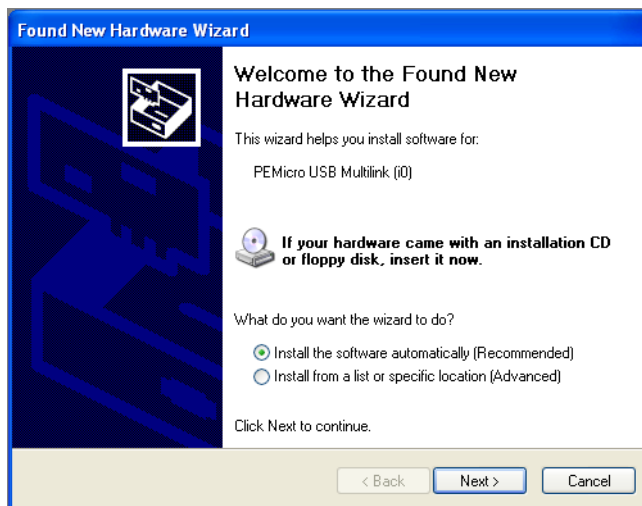 Found New Hardware Wizard
Welcome to the Found New
Hardware Wizard
This wizard helps you install software for:
PEMicro USB Multilink (i0)
If your hardware came with an installation CD
or floppy disk, insert it now.
What do you want the wizard to do?
Install the software automatically (Recommended)
Install from a list or specific location (Advanced)
Click Next to continue.
< Back
Next >
Cancel